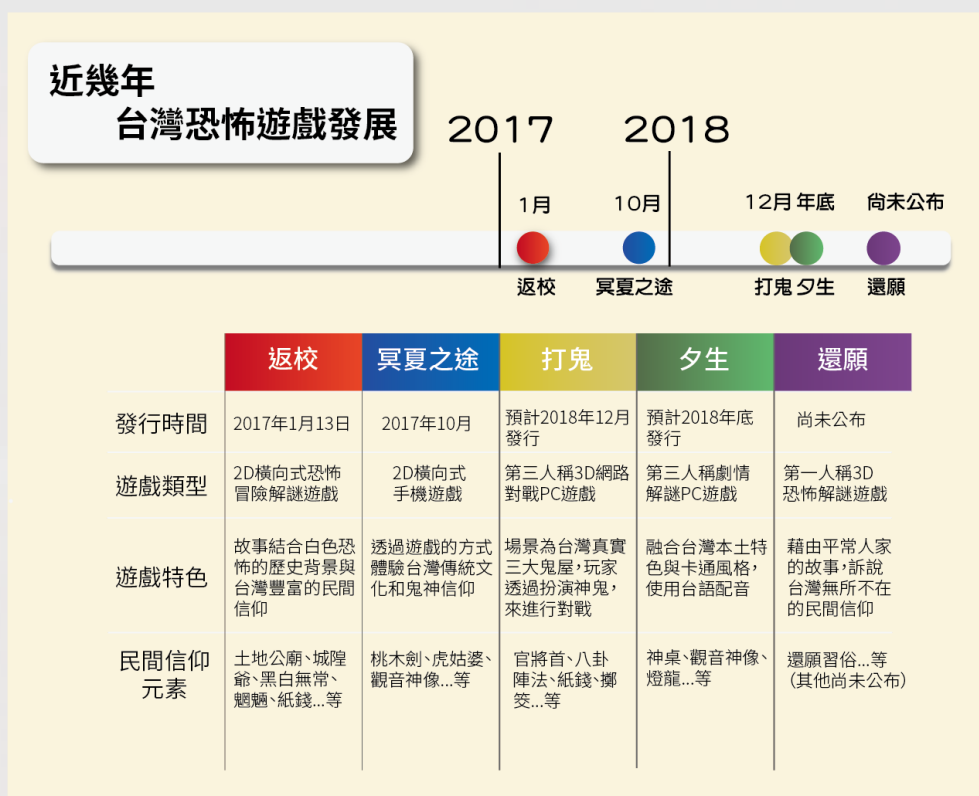 近幾年
台灣恐怖遊戲發展
2017
2018
1月
10月
12月 年底
尚未公布
返校
冥夏之途
打鬼 夕生
還願
返校
冥夏之途
打鬼
夕生
還願
發行時間
2017年1月13日
2017年10月
預計2018年12月
發行
預計2018年底
發行
尚未公布
遊戲類型
2D橫向式恐怖
冒險解謎遊戲
2D橫向式
手機遊戲
第三人稱3D網路
對戰PC遊戲
第三人稱劇情
解謎PC遊戲
第一人稱3D
恐怖解謎遊戲
遊戲特色
故事結合白色恐
怖的歷史背景與
台灣豐富的民間
信仰
透過遊戲的方式
體驗台灣傳統文
化和鬼神信仰
場景為台灣真實
三大鬼屋,玩家
透過扮演神鬼,
來進行對戰
融合台灣本土特
色與卡通風格,
使用台語配音
藉由平常人家
的故事,訴說
台灣無所不在
的民間信仰
民間信仰
元素
土地公廟、城隍
爺、黑白無常、
魍魎、紙錢...等
桃木劍、虎姑婆、
觀音神像...等
官將首、八卦
陣法、紙錢、擲
筊...等
神桌、觀音神像、
燈龍...等
還願習俗...等
(其他尚未公布)